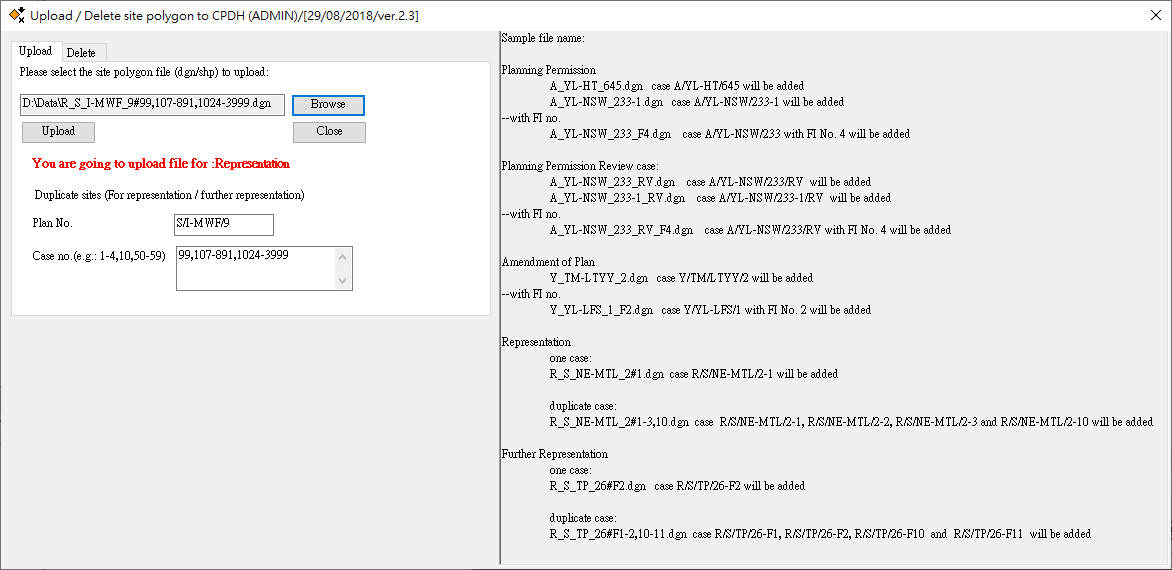 Upload / Delete site polygon to CPDH (ADMIN)/[29/08/2018/ver.2.3]
Upload
Delete
Please select the site polygon file (dgn/shp) to upload:
D:\Data\R_S_I-MWF_9#99,107-891,1024-3999.dgn
Browse
Upload
Close
You are going to upload file for :Representation
Duplicate sites (For representation / further representation)
Plan No.
S/I-MWF/9
Case no.(e.g.: 1-4,10,50-59)
99,107-891,1024-3999
Sample file name:
Planning Permission
A_YL-HT_645.dgn case A/YL-HT/645 will be added
A_YL-NSW_233-1.dgn case A/YL-NSW/233-1 will be added
--with FI no.
A_YL-NSW_233_F4.dgn case A/YL-NSW/233 with FI No. 4 will be added
Planning Permission Review case:
A_YL-NSW_233_RV.dgn case A/YL-NSW/233/RV will be added
A_YL-NSW_233-1_RV.dgn case A/YL-NSW/233-1/RV will be added
--with FI no.
A_YL-NSW_233_RV_F4.dgn case A/YL-NSW/233/RV with FI No. 4 will be added
Amendment of Plan
Y_TM-LTYY_2.dgn case Y/TM/LTYY/2 will be added
--with FI no.
Y_YL-LFS_1_F2.dgn case Y/YL-LFS/1 with FI No. 2 will be added
Representation
one case:
R_S_NE-MTL_2#1.dgn case R/S/NE-MTL/2-1 will be added
duplicate case:
R_S_NE-MTL_2#1-3,10.dgn case R/S/NE-MTL/2-1, R/S/NE-MTL/2-2, R/S/NE-MTL/2-3 and R/S/NE-MTL/2-10 will be added
Further Representation
one case:
R_S_TP_26#F2.dgn case R/S/TP/26-F2 will be added
duplicate case:
R_S_TP_26#F1-2,10-11.dgn case R/S/TP/26-F1, R/S/TP/26-F2, R/S/TP/26-F10 and R/S/TP/26-F11 will be added